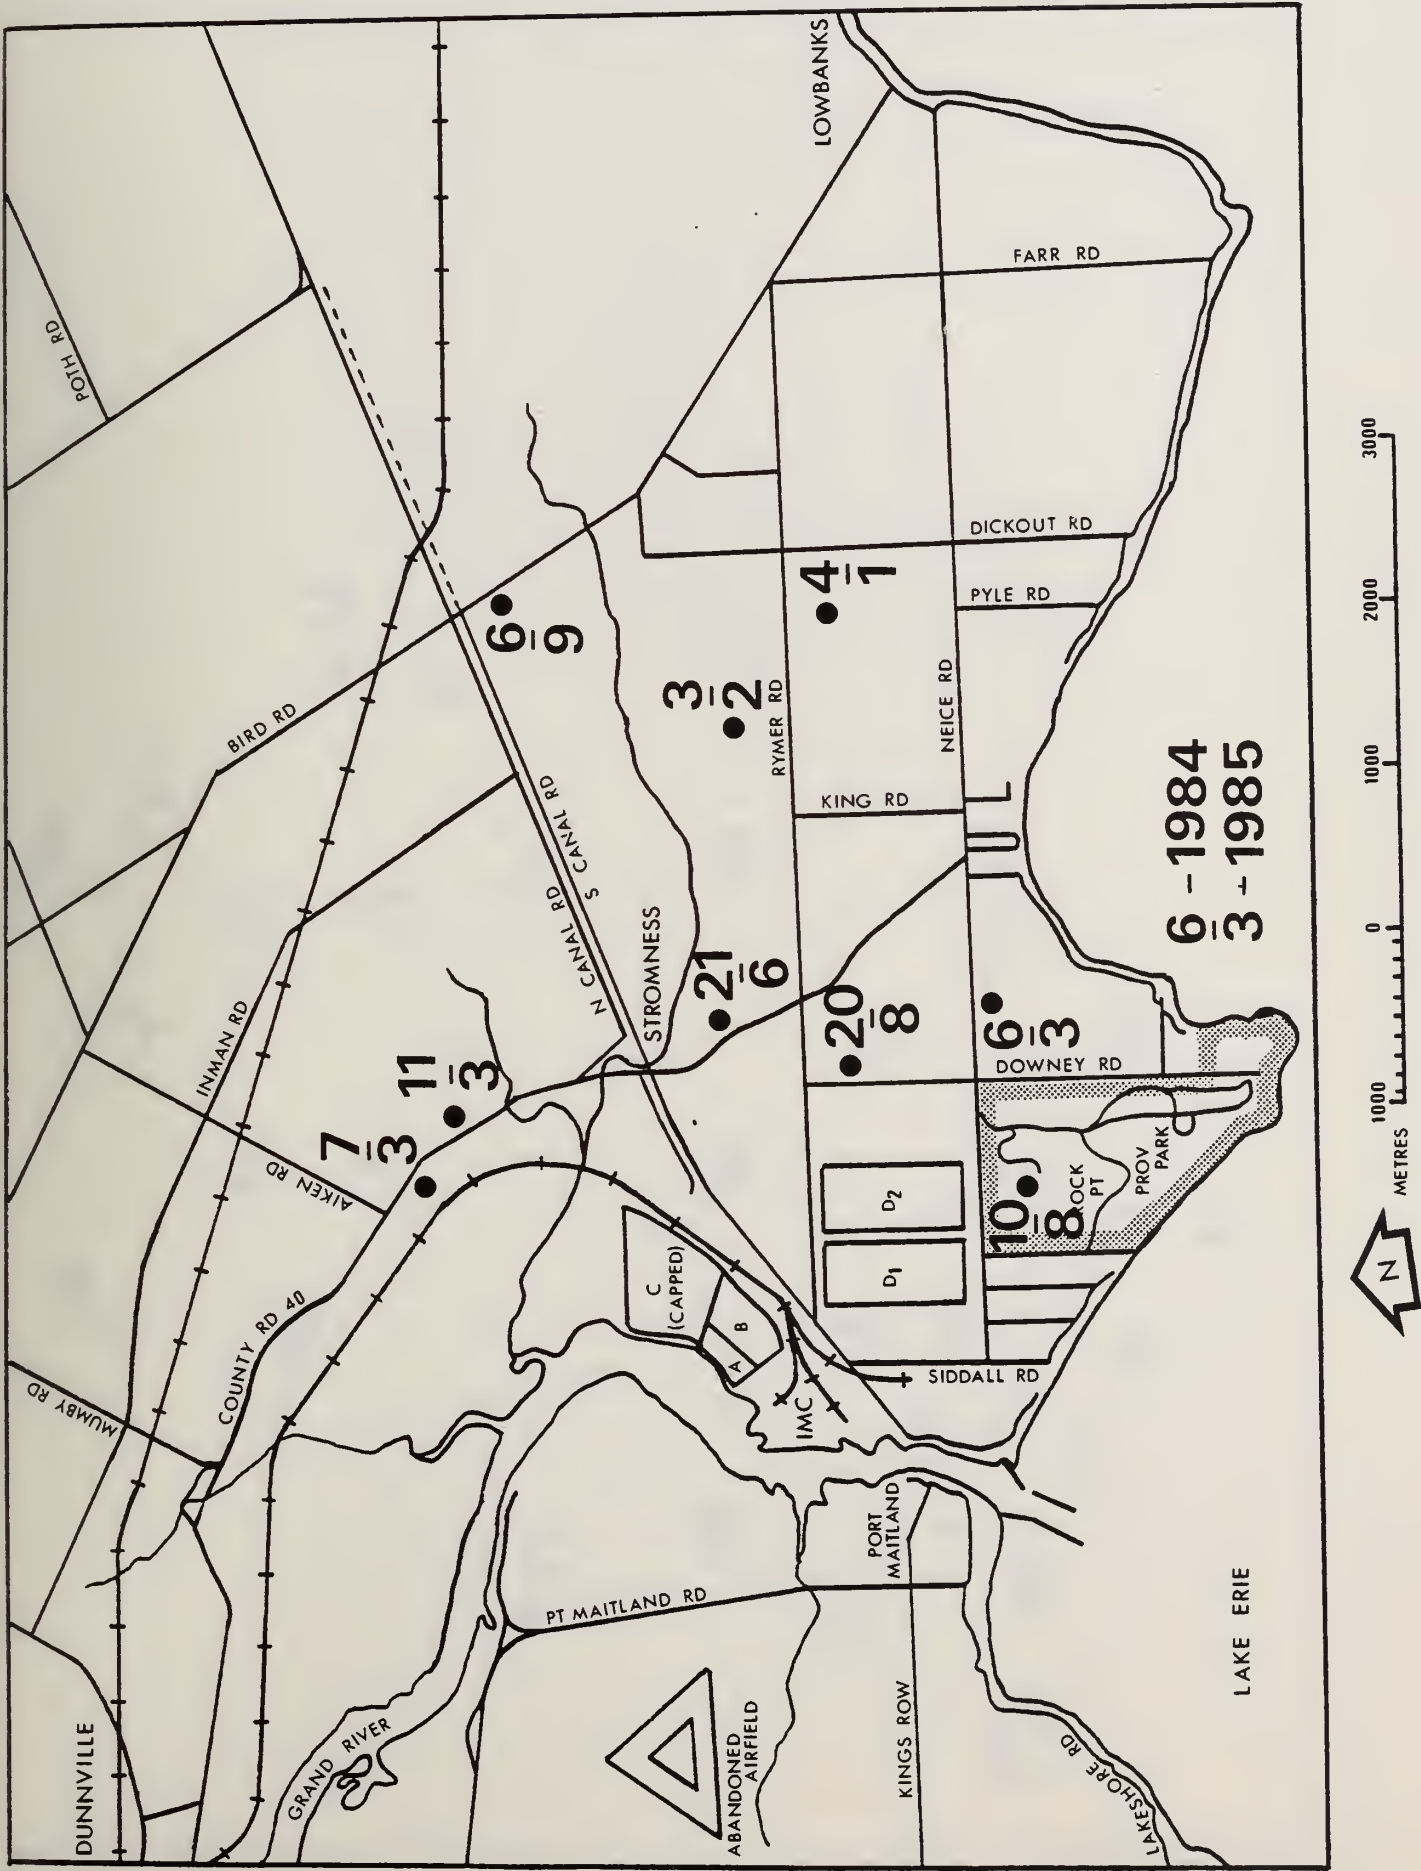 DUNNVILLE
GRAND RIVER
MUMBY RD
COUNTY RD 40
AIKEN RD
INMAN RD
BIRD RD
POTH RD
7
3
11
3
N CANAL RD
S CANAL RD
STROMNESS
6
9
3
2
RYMER RD
4
1
21
6
20
8
KING RD
NEICE RD
DICKOUT RD
PYLE RD
FARR RD
LOWBANKS
PT MAITLAND RD
ABANDONED
AIRFIELD
KINGS ROW
PORT
MAITLAND
IMC
A
B
C
(CAPPED)
D1
D2
SIDDALL RD
10
8
ROCK
PT
PROV
PARK
DOWNEY RD
6
3
6 - 1984
3 - 1985
LAKE ERIE
LAKESHORE RD
N
METRES
1000 0 1000 2000 3000